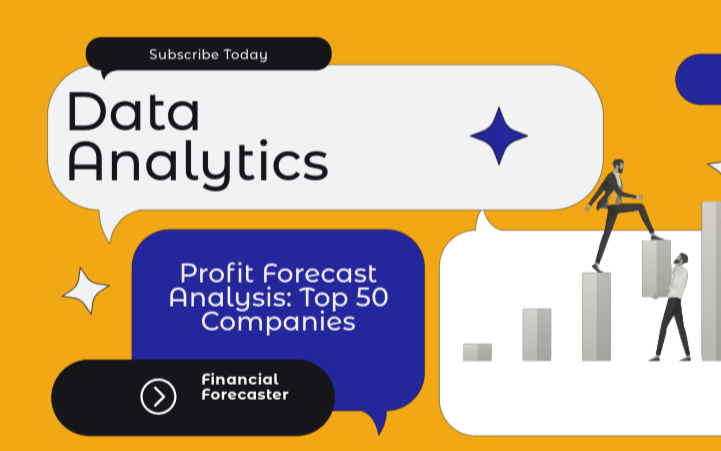 Subscribe Today
Data
Analytics
Profit Forecast
Analysis: Top 50
Companies
Financial
Forecaster